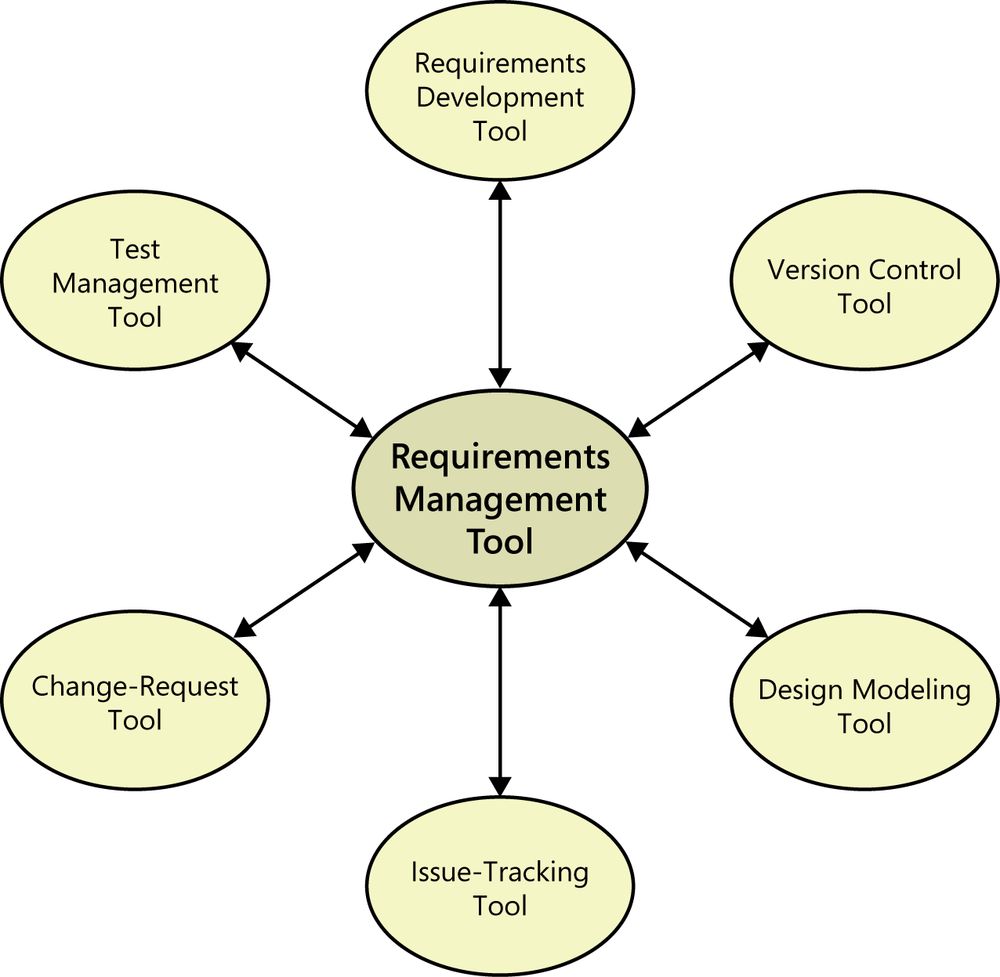 Requirements
Development
Tool
Test
Management
Tool
Version Control
Tool
Requirements
Management
Tool
Change-Request
Tool
Design Modeling
Tool
Issue-Tracking
Tool